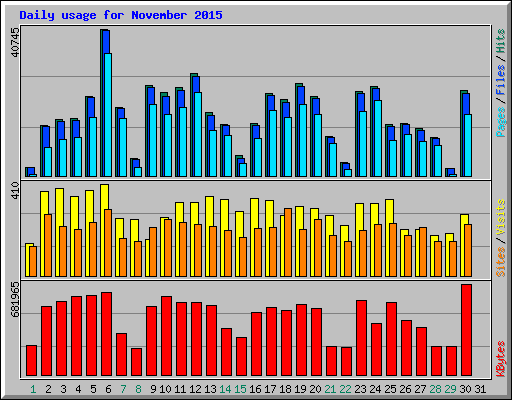 Daily usage for November 2015
40745
Pages / Files / Hits
410
Sites / Visits
681965
KBytes
1 2 3 4 5 6 7 8 9 10 11 12 13 14 15 16 17 18 19 20 21 22 23 24 25 26 27 28 29 30 31